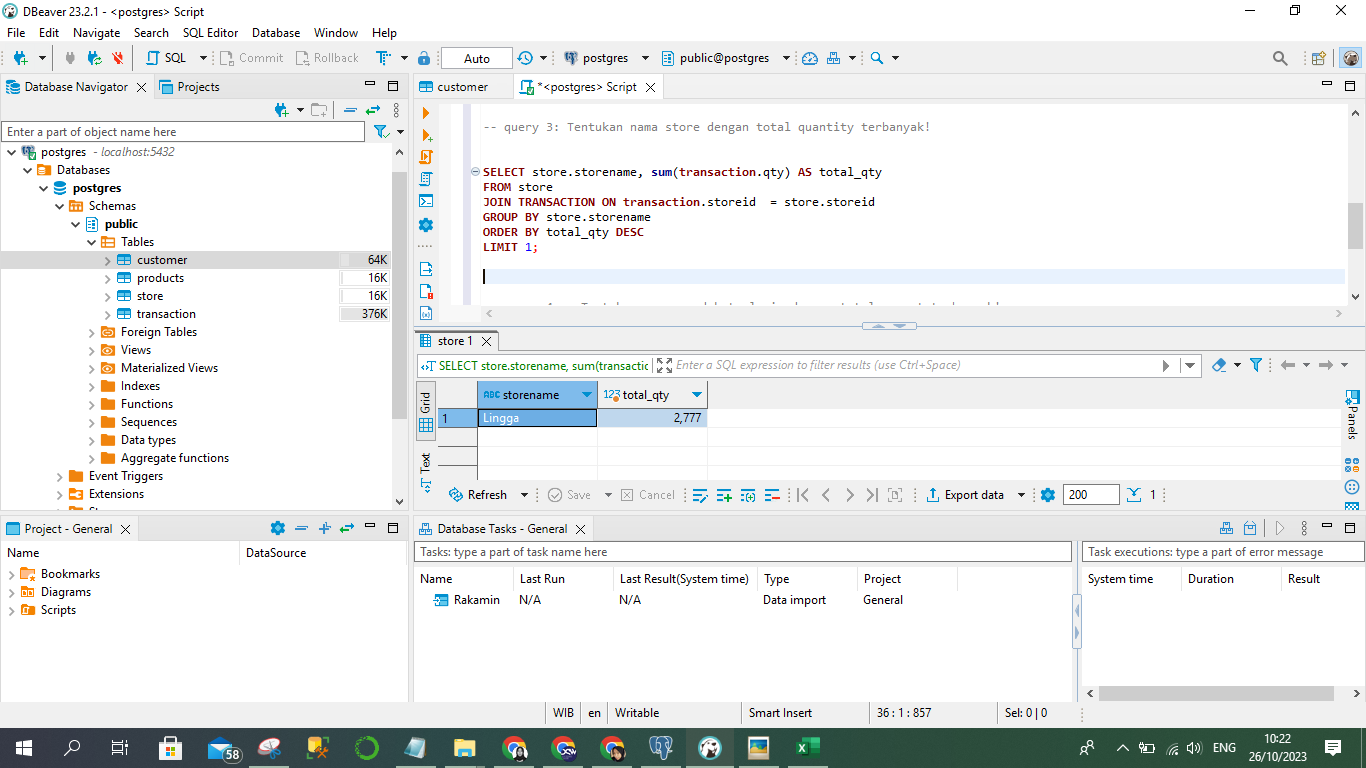 DBeaver 23.2.1 - <postgres> Script
File Edit Navigate Search SQL Editor Database Window Help
SQL Commit Rollback Auto postgres public@postgres
Database Navigator Projects
Enter a part of object name here
postgres - localhost:5432
Databases
postgres
Schemas
public
Tables
customer 64K
products 16K
store 16K
transaction 376K
Foreign Tables
Views
Materialized Views
Indexes
Functions
Sequences
Data types
Aggregate functions
Event Triggers
Extensions
customer *<postgres> Script
-- query 3: Tentukan nama store dengan total quantity terbanyak!
SELECT store.storename, sum(transaction.qty) AS total_qty
FROM store
JOIN TRANSACTION ON transaction.storeid  = store.storeid
GROUP BY store.storename
ORDER BY total_qty DESC
LIMIT 1;
store 1
SELECT store.storename, sum(transactic Enter a SQL expression to filter results (use Ctrl+Space)
Grid
Text
Panels
ABC storename 123 total_qty
1 Lingga 2,777
Refresh Save Cancel Export data 200 1
Project - General
Name DataSource
Bookmarks
Diagrams
Scripts
Database Tasks - General
Tasks: type a part of task name here
Name Last Run Last Result(System time) Type Project
Rakamin N/A N/A Data import General
Task executions: type a part of error message
System time Duration Result
WIB en Writable Smart Insert 36 : 1 : 857 Sel: 0 | 0
58
ENG
10:22
26/10/2023